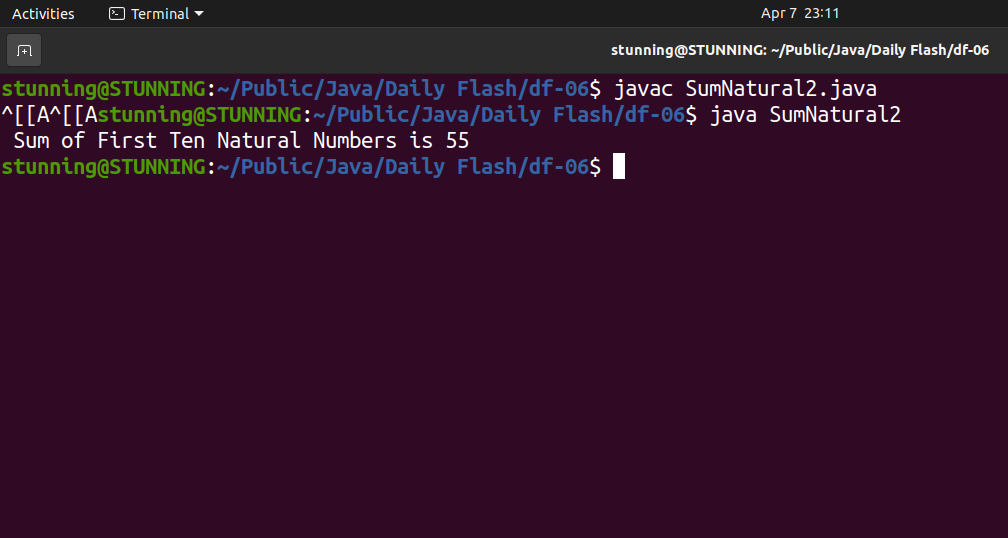 Activities Terminal Apr 7 23:11
stunning@STUNNING: ~/Public/Java/Daily Flash/df-06
stunning@STUNNING:~/Public/Java/Daily Flash/df-06$ javac SumNatural2.java
^[[A^[[Astunning@STUNNING:~/Public/Java/Daily Flash/df-06$ java SumNatural2
 Sum of First Ten Natural Numbers is 55
stunning@STUNNING:~/Public/Java/Daily Flash/df-06$